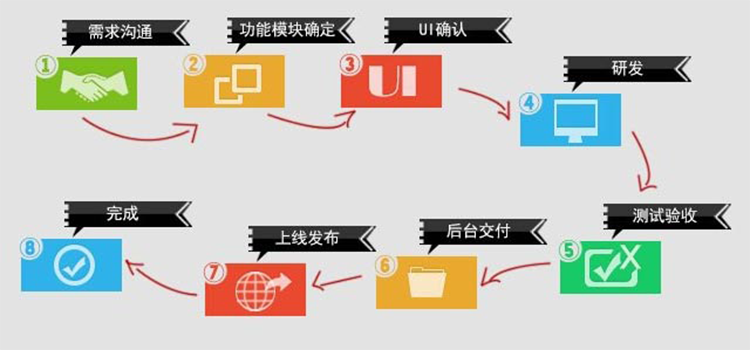 需求沟通
①
功能模块确定
②
UI确认
③
UI
研发
④
测试验收
⑤
后台交付
⑥
上线发布
⑦
完成
⑧